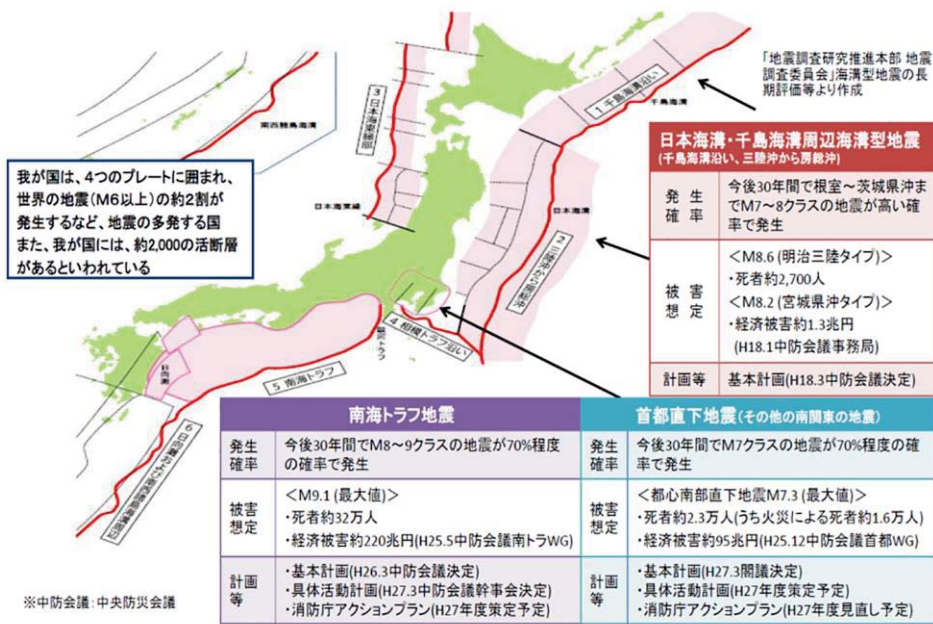 「地震調査研究推進本部 地震
調査委員会」海溝型地震の長
期評価等より作成
南西諸島海溝
3 日本海東縁部
1 千島海溝沿い
千島海溝
我が国は、4つのプレートに囲まれ、
世界の地震(M6以上)の約2割が
発生するなど、地震の多発する国
また、我が国には、約2,000の活断層
があるといわれている
日本海東縁
日本海溝
2 三陸沖から房総沖
日本海溝・千島海溝周辺海溝型地震
(千島海溝沿い、三陸沖から房総沖)
発生
確率
今後30年間で根室～茨城県沖ま
でM7～8クラスの地震が高い確
率で発生
被害
想定
＜M8.6(明治三陸タイプ)＞
・死者約2,700人
＜M8.2(宮城県沖タイプ)＞
・経済被害約1.3兆円
(H18.1中防会議事務局)
計画等
基本計画(H18.3中防会議決定)
4 相模トラフ沿い
駿河トラフ
5 南海トラフ
日向灘
6 日向灘および南西諸島海溝周辺
南海トラフ地震
発生
確率
今後30年間でM8～9クラスの地震が70%程度
の確率で発生
被害
想定
＜M9.1(最大値)＞
・死者約32万人
・経済被害約220兆円(H25.5中防会議南トラWG)
計画
等
・基本計画(H26.3中防会議決定)
・具体活動計画(H27.3中防会議幹事会決定)
・消防庁アクションプラン(H27年度策定予定)
首都直下地震(その他の南関東の地震)
発生
確率
今後30年間でM7クラスの地震が70%程度の確
率で発生
被害
想定
＜都心南部直下地震M7.3(最大値)＞
・死者約2.3万人(うち火災による死者約1.6万人)
・経済被害約95兆円(H25.12中防会議首都WG)
計画
等
・基本計画(H27.3閣議決定)
・具体活動計画(H27年度策定予定)
・消防庁アクションプラン(H27年度見直し予定)
※中防会議:中央防災会議